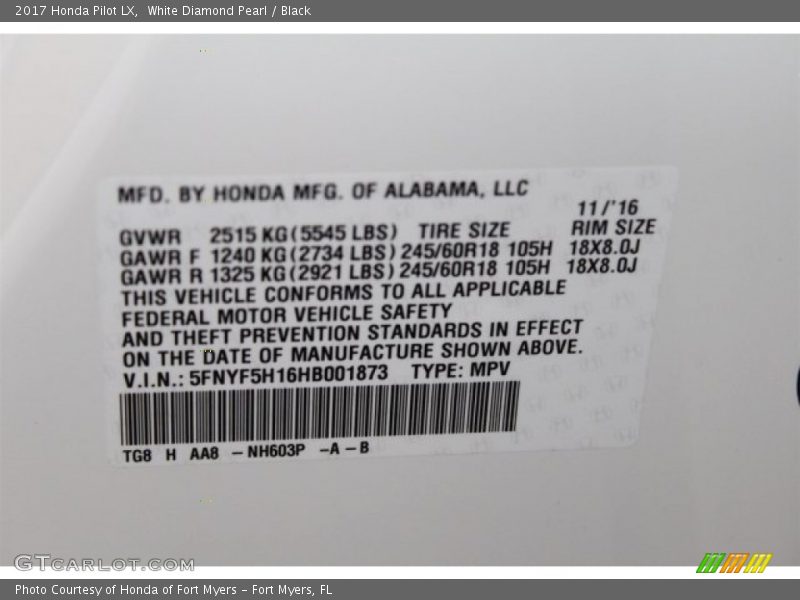 2017 Honda Pilot LX, White Diamond Pearl / Black
MFD. BY HONDA MFG. OF ALABAMA, LLC
11/'16
GVWR 2515 KG(5545 LBS) TIRE SIZE RIM SIZE
GAWR F 1240 KG(2734 LBS) 245/60R18 105H 18X8.0J
GAWR R 1325 KG(2921 LBS) 245/60R18 105H 18X8.0J
THIS VEHICLE CONFORMS TO ALL APPLICABLE
FEDERAL MOTOR VEHICLE SAFETY
AND THEFT PREVENTION STANDARDS IN EFFECT
ON THE DATE OF MANUFACTURE SHOWN ABOVE.
V.I.N.: 5FNYF5H16HB001873 TYPE: MPV
TG8 H AA8 -NH603P -A-B
GTCARLOT.COM
Photo Courtesy of Honda of Fort Myers - Fort Myers, FL